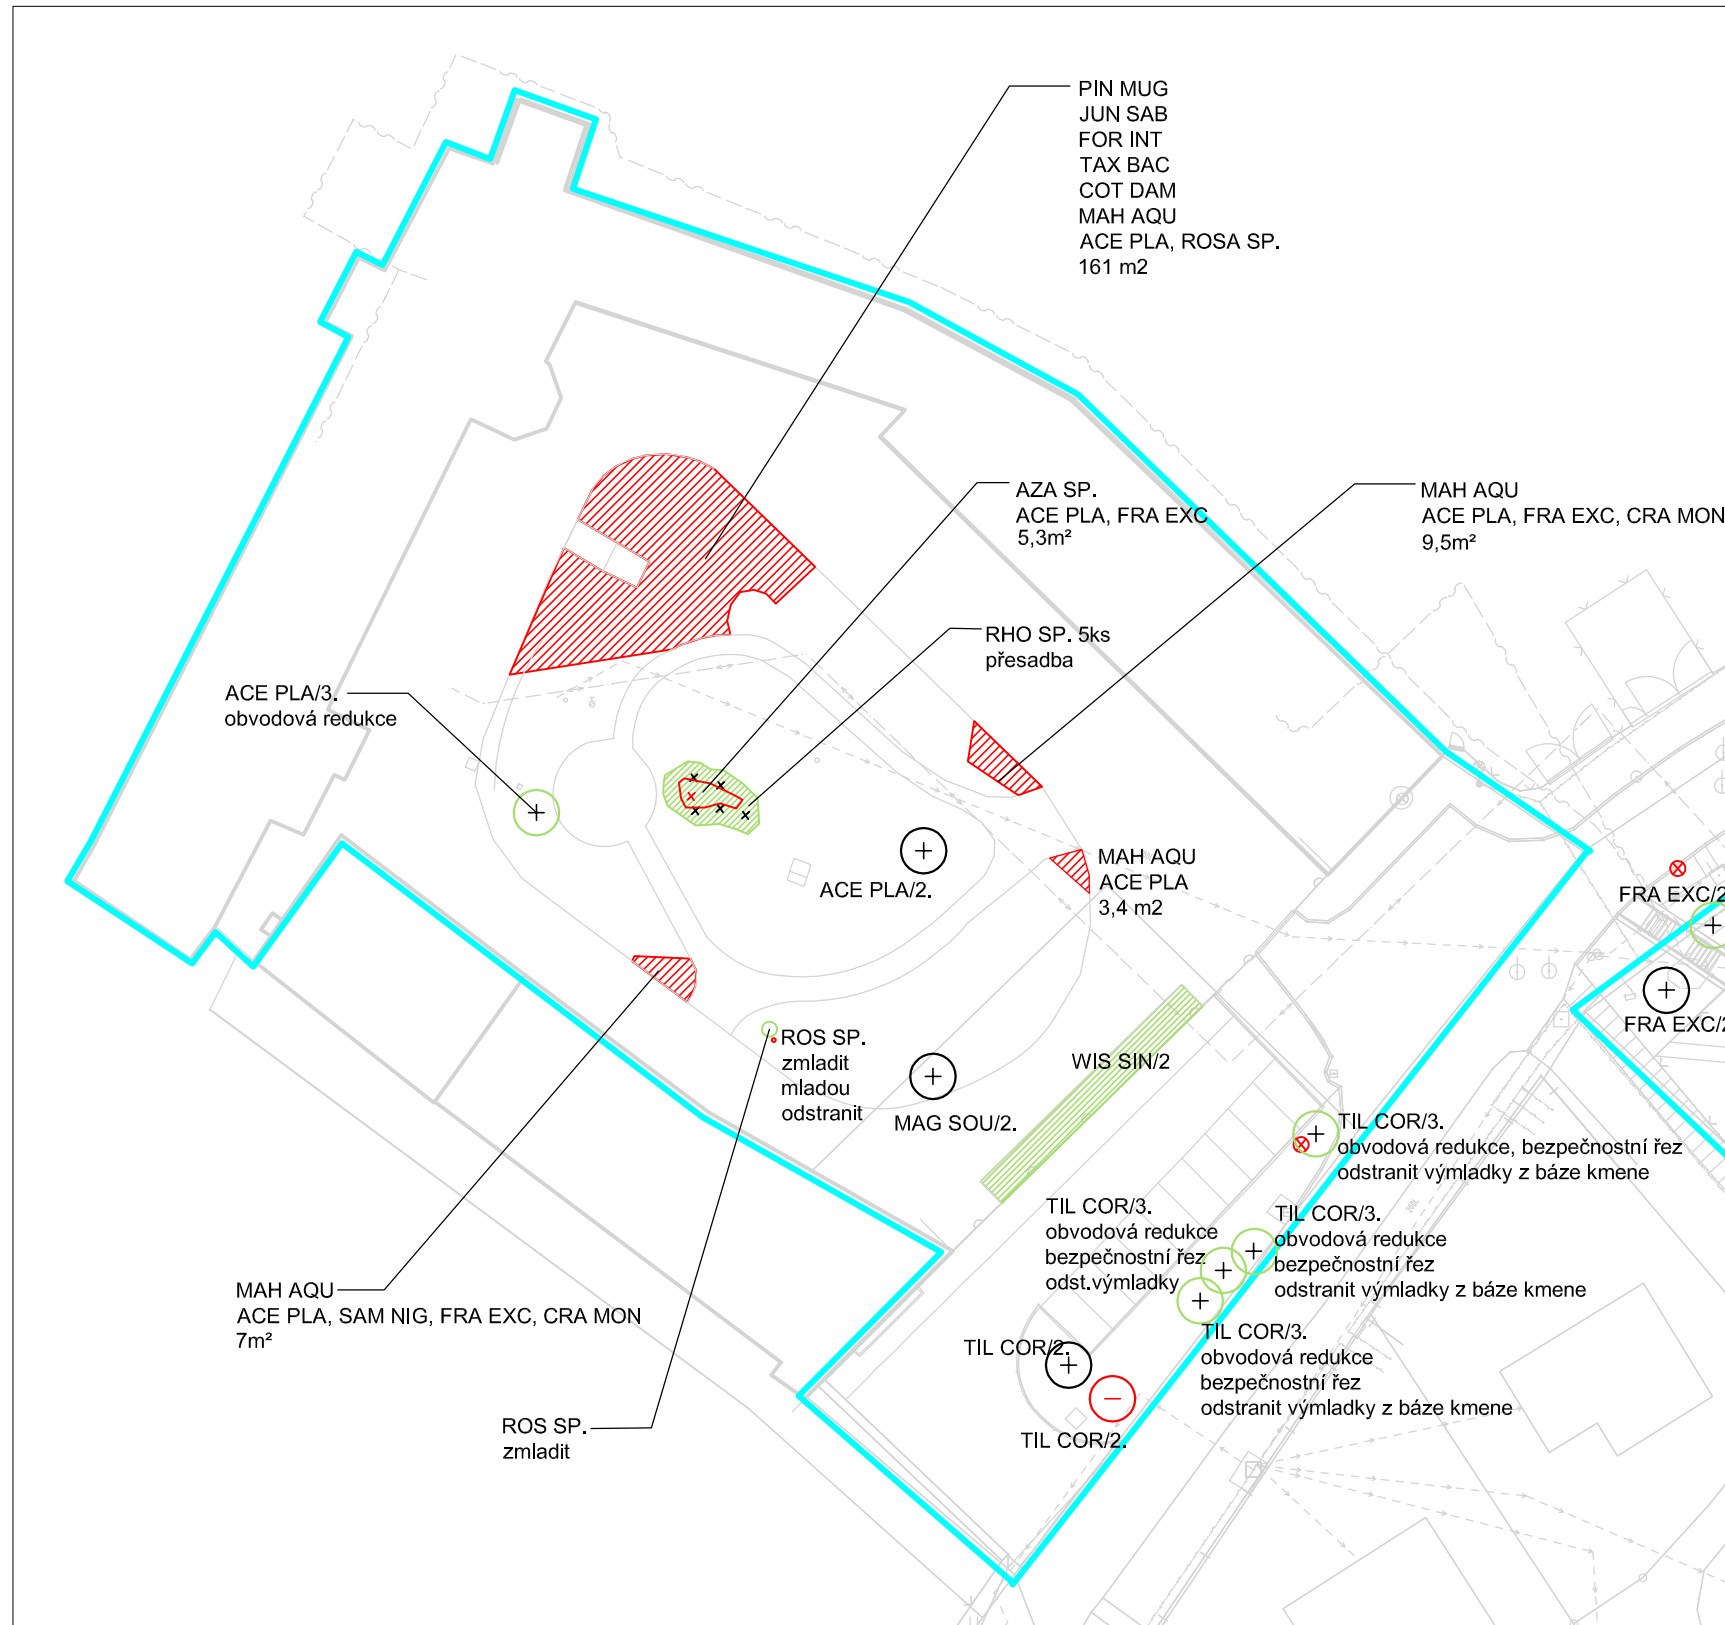 PIN MUG
JUN SAB
FOR INT
TAX BAC
COT DAM
MAH AQU
ACE PLA, ROSA SP.
161 m2
AZA SP.
ACE PLA, FRA EXC
5,3m²
MAH AQU
ACE PLA, FRA EXC, CRA MON
9,5m²
RHO SP. 5ks
přesadba
ACE PLA/3.
obvodová redukce
ACE PLA/2.
MAH AQU
ACE PLA
3,4 m2
FRA EXC/2
FRA EXC/2
ROS SP.
zmladit
mladou
odstranit
WIS SIN/2
MAG SOU/2.
TIL COR/3.
obvodová redukce, bezpečnostní řez
odstranit výmladky z báze kmene
TIL COR/3.
obvodová redukce
bezpečnostní řez
odst.výmladky
TIL COR/3.
obvodová redukce
bezpečnostní řez
odstranit výmladky z báze kmene
MAH AQU
ACE PLA, SAM NIG, FRA EXC, CRA MON
7m²
TIL COR/3.
obvodová redukce
bezpečnostní řez
odstranit výmladky z báze kmene
TIL COR/2.
TIL COR/2.
ROS SP.
zmladit